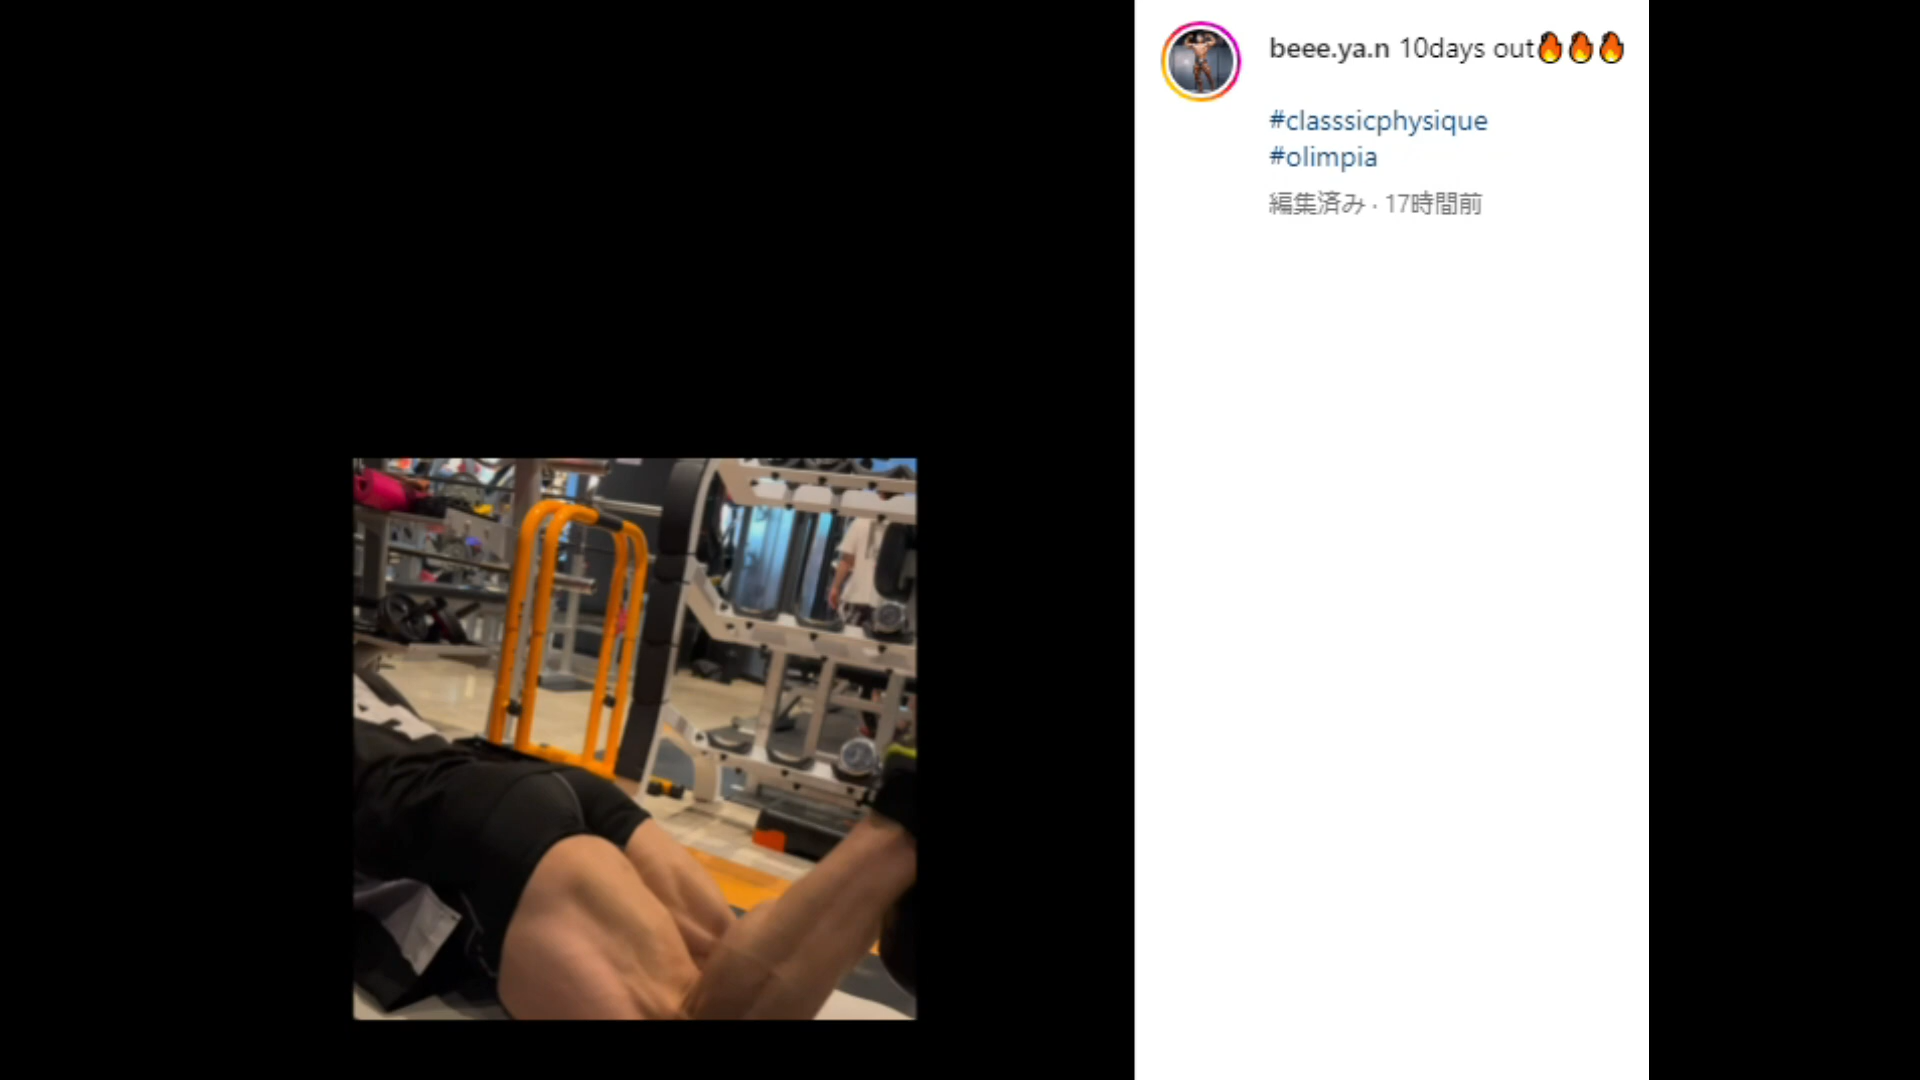 beee.ya.n 10days out🔥🔥🔥
#classsicphysique
#olimpia
編集済み · 17時間前